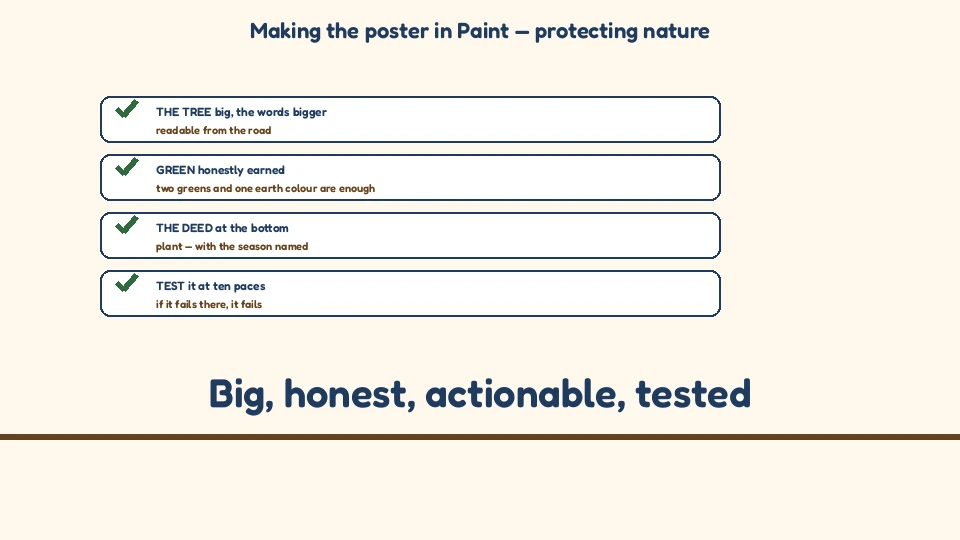 Making the poster in Paint — protecting nature
THE TREE big, the words bigger
readable from the road
GREEN honestly earned
two greens and one earth colour are enough
THE DEED at the bottom
plant — with the season named
TEST it at ten paces
if it fails there, it fails
Big, honest, actionable, tested